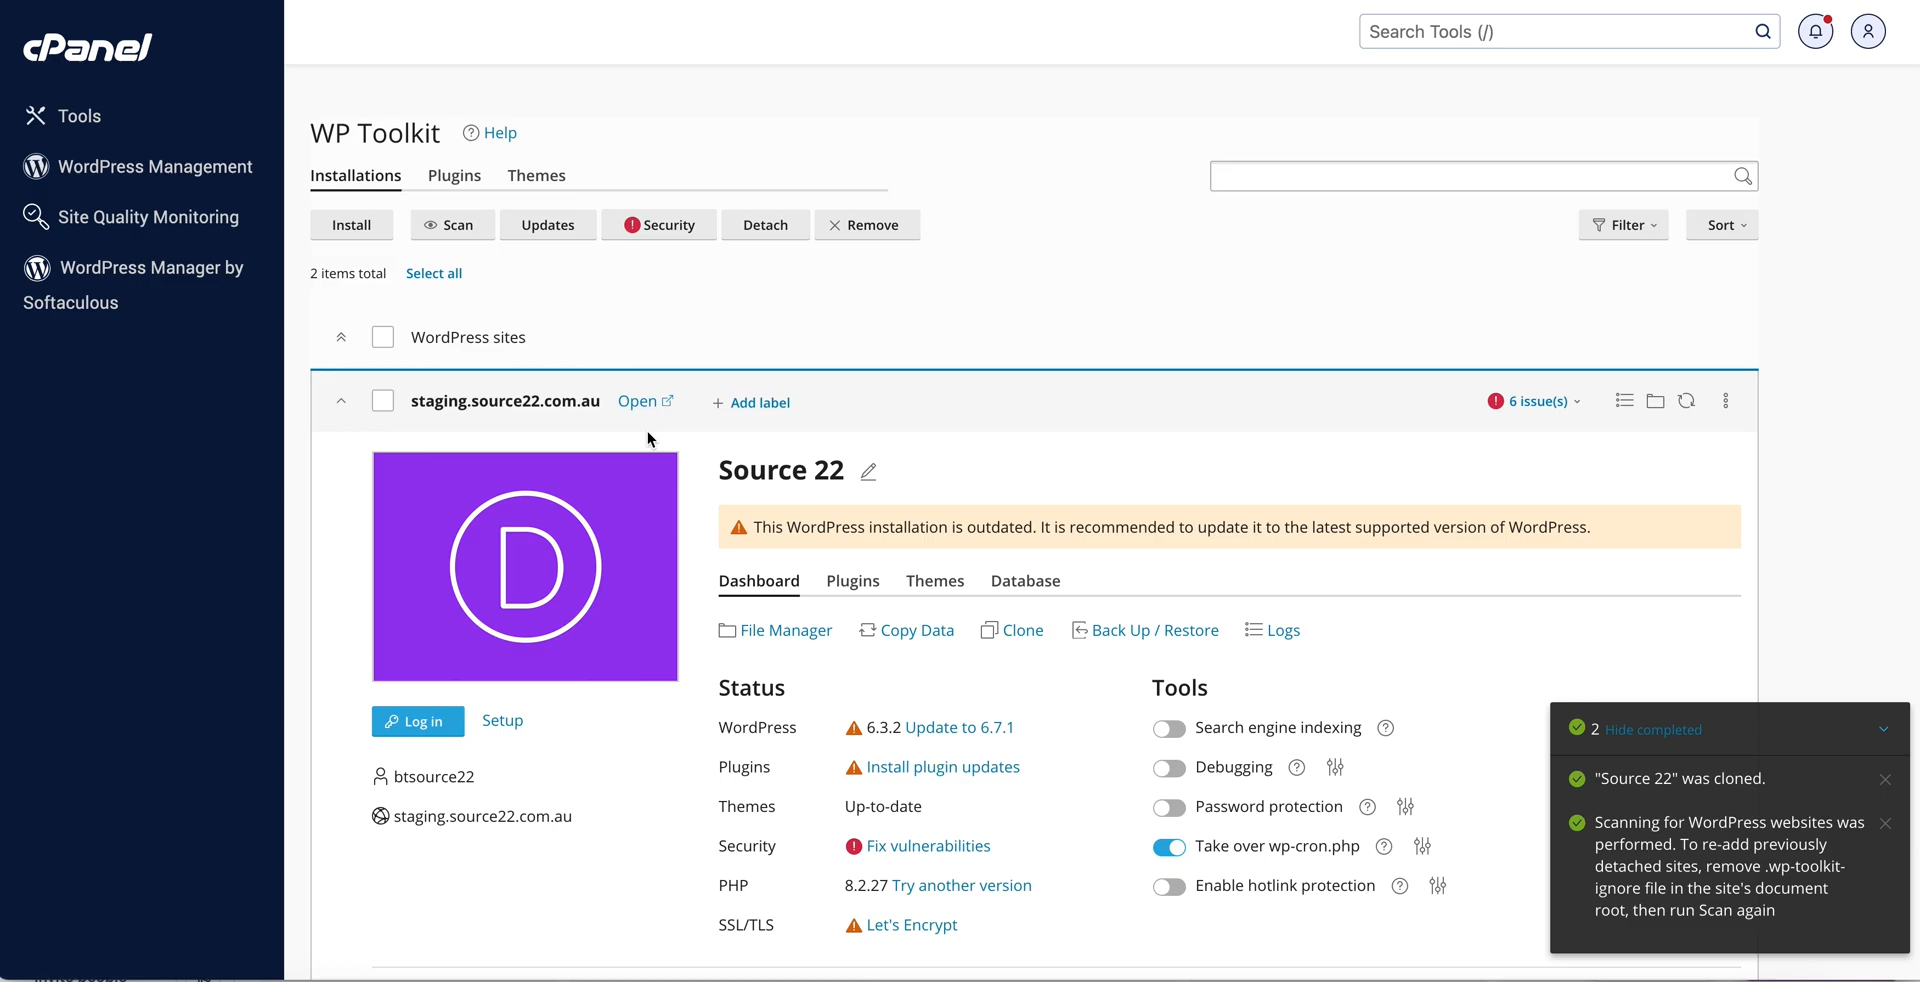 cPanel
Search Tools (/)
Tools
WordPress Management
Site Quality Monitoring
WordPress Manager by
Softaculous
WP Toolkit
Help
Installations
Plugins
Themes
Install
Scan
Updates
Security
Detach
Remove
Filter
Sort
2 items total
Select all
WordPress sites
staging.source22.com.au
Open
+ Add label
6 issue(s)
D
Source 22
This WordPress installation is outdated. It is recommended to update it to the latest supported version of WordPress.
Dashboard
Plugins
Themes
Database
File Manager
Copy Data
Clone
Back Up / Restore
Logs
Log in
Setup
btsource22
staging.source22.com.au
Status
WordPress
6.3.2 Update to 6.7.1
Plugins
Install plugin updates
Themes
Up-to-date
Security
Fix vulnerabilities
PHP
8.2.27 Try another version
SSL/TLS
Let's Encrypt
Tools
Search engine indexing
Debugging
Password protection
Take over wp-cron.php
Enable hotlink protection
2 Hide completed
"Source 22" was cloned.
Scanning for WordPress websites was
performed. To re-add previously
detached sites, remove .wp-toolkit-
ignore file in the site's document
root, then run Scan again